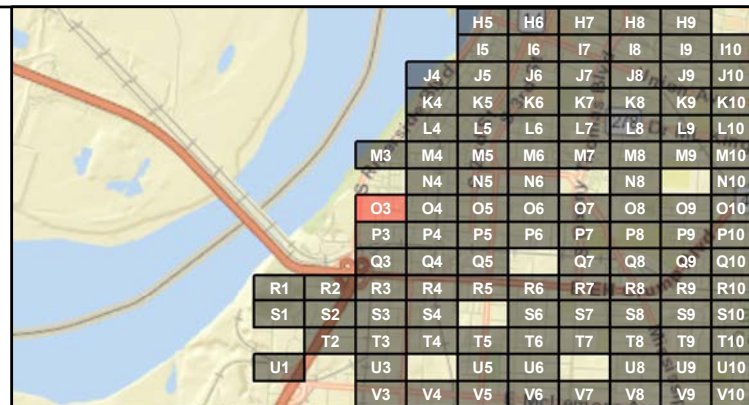 H5 H6 H7 H8 H9
I5 I6 I7 I8 I9 I10
J4 J5 J6 J7 J8 J9 J10
K4 K5 K6 K7 K8 K9 K10
L4 L5 L6 L7 L8 L9 L10
M3 M4 M5 M6 M7 M8 M9 M10
N4 N5 N6 N8 N10
O3 O4 O5 O6 O7 O8 O9 O10
P3 P4 P5 P6 P7 P8 P9 P10
Q3 Q4 Q5 Q7 Q8 Q9 Q10
R1 R2 R3 R4 R5 R6 R7 R8 R9 R10
S1 S2 S3 S4 S6 S7 S8 S9 S10
T2 T3 T4 T5 T6 T7 T8 T9 T10
U1 U3 U5 U6 U8 U9 U10
V3 V4 V5 V6 V7 V8 V9 V10